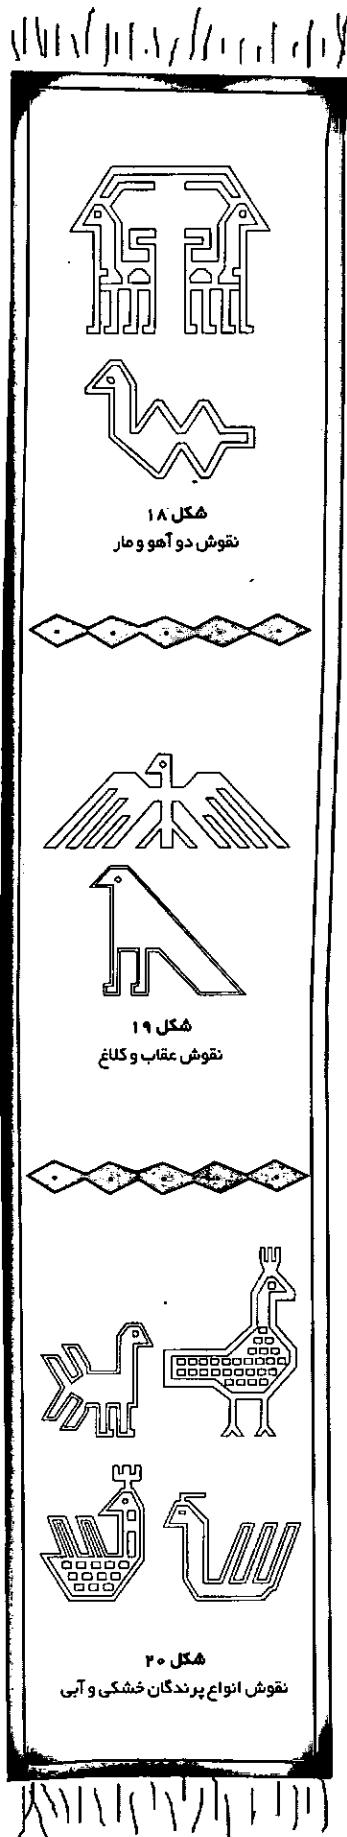 شکل ۱۸
نقوش دو آهو و مار
شکل ۱۹
نقوش عقاب و کلاغ
شکل ۲۰
نقوش انواع پرندگان خشکی و آبی